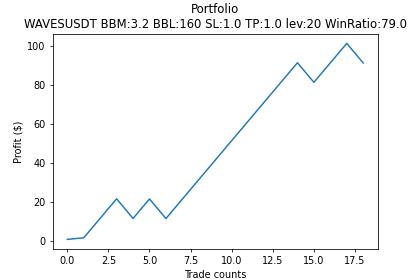 Portfolio
WAVESUSDT BBM:3.2 BBL:160 SL:1.0 TP:1.0 lev:20 WinRatio:79.0
100
80
60
40
20
0
Profit ($)
0.0 2.5 5.0 7.5 10.0 12.5 15.0 17.5
Trade counts